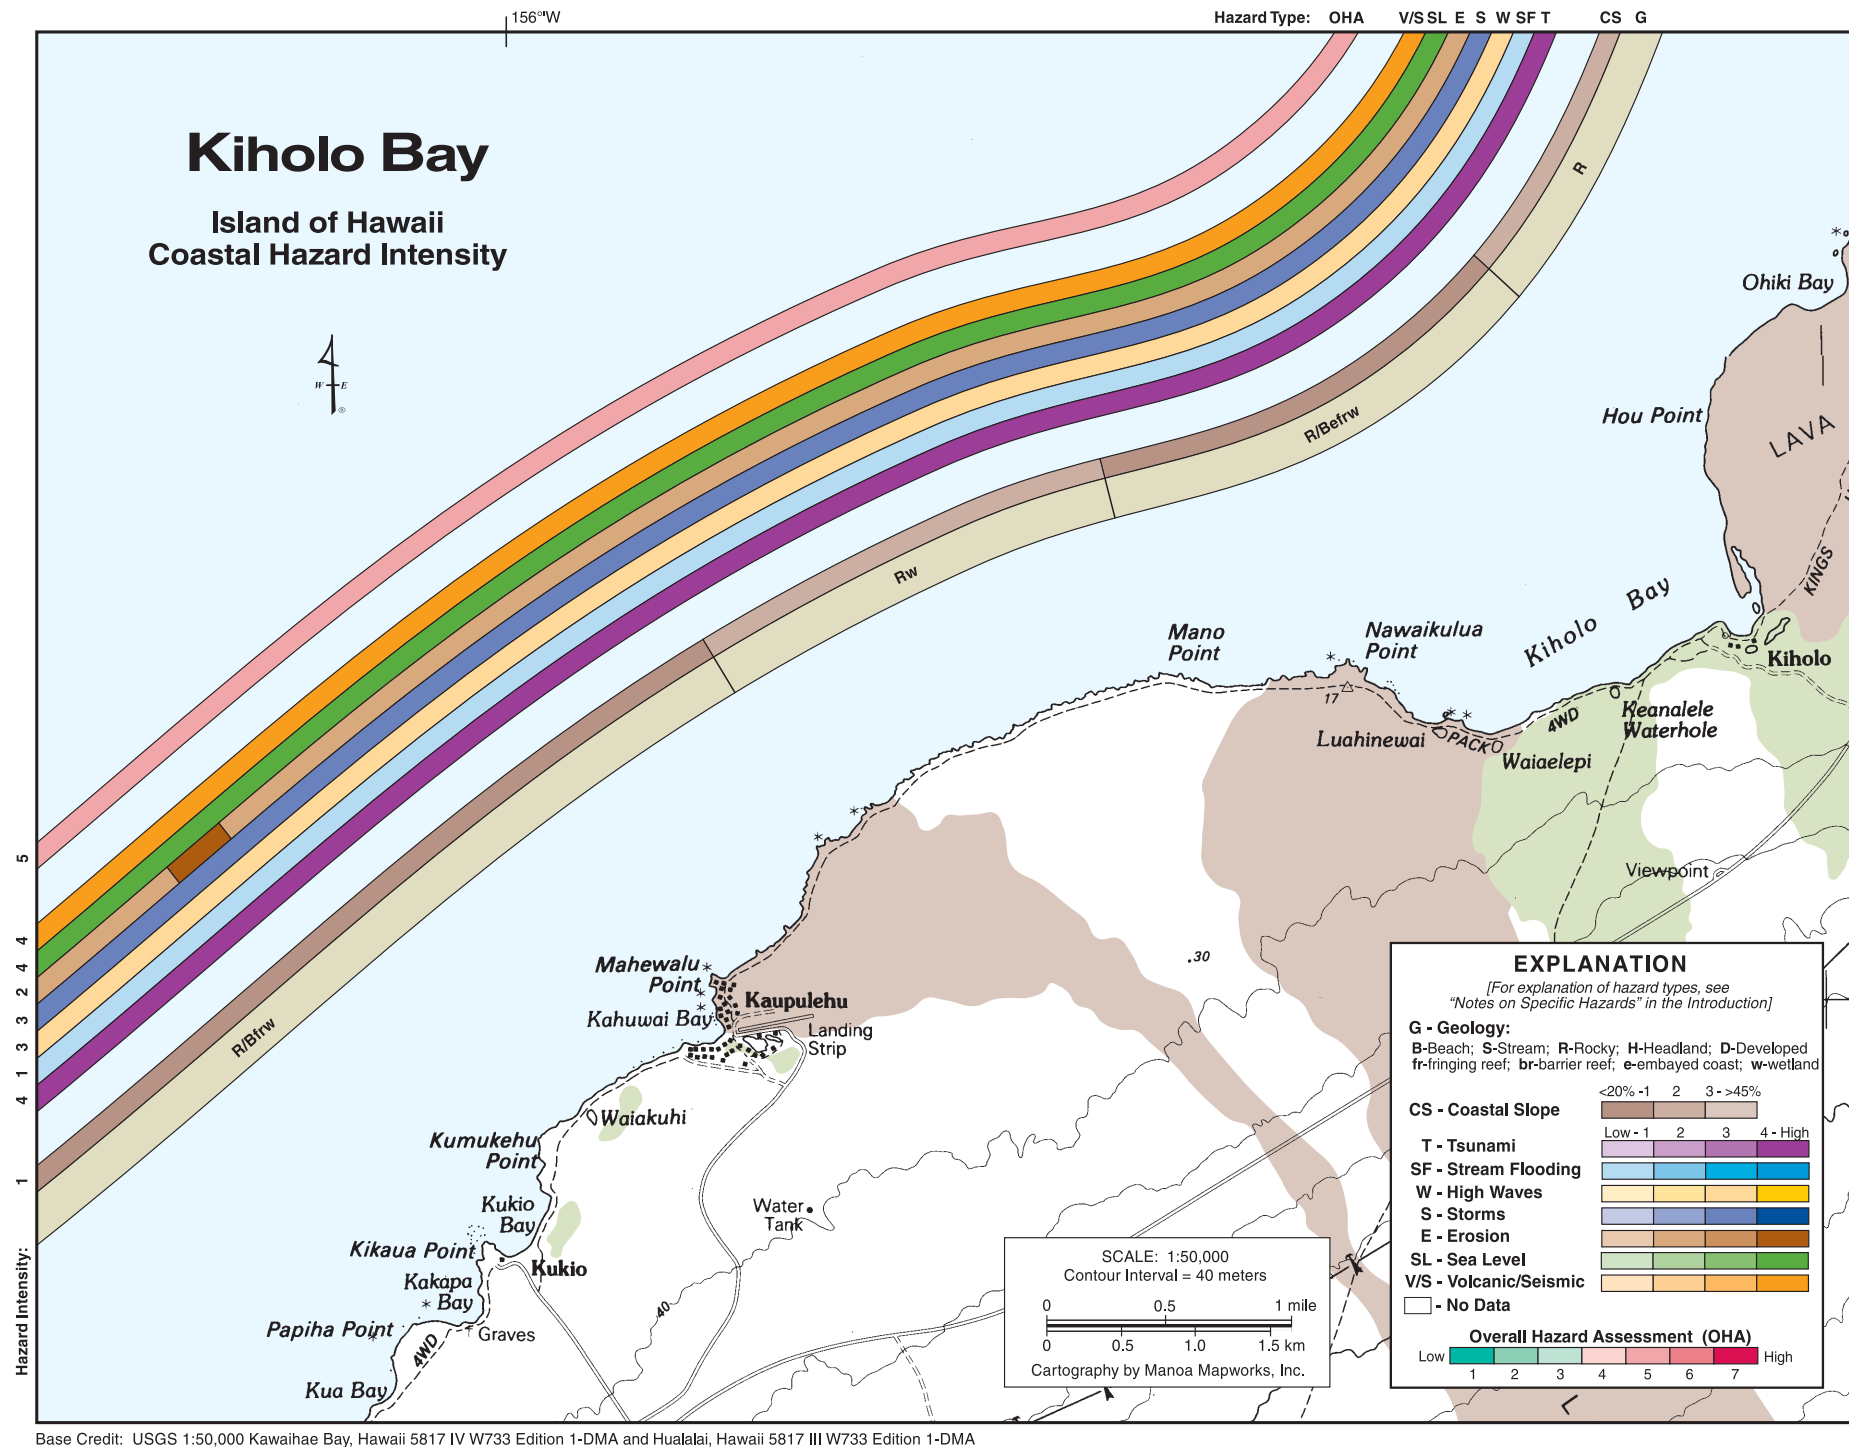 156°W
Hazard Type: OHA V/S SL E S W SF T CS G
Kiholo Bay
Island of Hawaii
Coastal Hazard Intensity
W E
®
R
R/Befrw
Rw
R/Bfrw
Ohiki Bay
Hou Point
LAVA
KINGS
Kiholo Bay
Mano
Point
Nawaikulua
Point
17
Kiholo
Keanalele
Waterhole
4WD
Luahinewai
PACK
Waiaelepi
Viewpoint
.30
Mahewalu
Point
Kaupulehu
Kahuwai Bay
Landing
Strip
Waiakuhi
Kumukehu
Point
Kukio
Bay
Water
Tank
Kikaua Point
Kukio
Kakapa
Bay
40
Papiha Point
Graves
4WD
Kua Bay
L
Hazard Intensity: 1 4 1 3 3 2 4 4 5
SCALE: 1:50,000
Contour Interval = 40 meters
0 0.5 1 mile
0 0.5 1.0 1.5 km
Cartography by Manoa Mapworks, Inc.
EXPLANATION
[For explanation of hazard types, see
“Notes on Specific Hazards” in the Introduction]
G - Geology:
B-Beach; S-Stream; R-Rocky; H-Headland; D-Developed
fr-fringing reef; br-barrier reef; e-embayed coast; w-wetland
<20% -1 2 3 - >45%
CS - Coastal Slope
Low - 1 2 3 4 - High
T - Tsunami
SF - Stream Flooding
W - High Waves
S - Storms
E - Erosion
SL - Sea Level
V/S - Volcanic/Seismic
- No Data
Overall Hazard Assessment (OHA)
Low High
1 2 3 4 5 6 7
Base Credit: USGS 1:50,000 Kawaihae Bay, Hawaii 5817 IV W733 Edition 1-DMA and Hualalai, Hawaii 5817 III W733 Edition 1-DMA